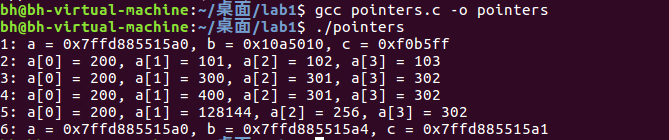 bh@bh-virtual-machine:~/桌面/lab1$ gcc pointers.c -o pointers
bh@bh-virtual-machine:~/桌面/lab1$ ./pointers
1: a = 0x7ffd885515a0, b = 0x10a5010, c = 0xf0b5ff
2: a[0] = 200, a[1] = 101, a[2] = 102, a[3] = 103
3: a[0] = 200, a[1] = 300, a[2] = 301, a[3] = 302
4: a[0] = 200, a[1] = 400, a[2] = 301, a[3] = 302
5: a[0] = 200, a[1] = 128144, a[2] = 256, a[3] = 302
6: a = 0x7ffd885515a0, b = 0x7ffd885515a4, c = 0x7ffd885515a1